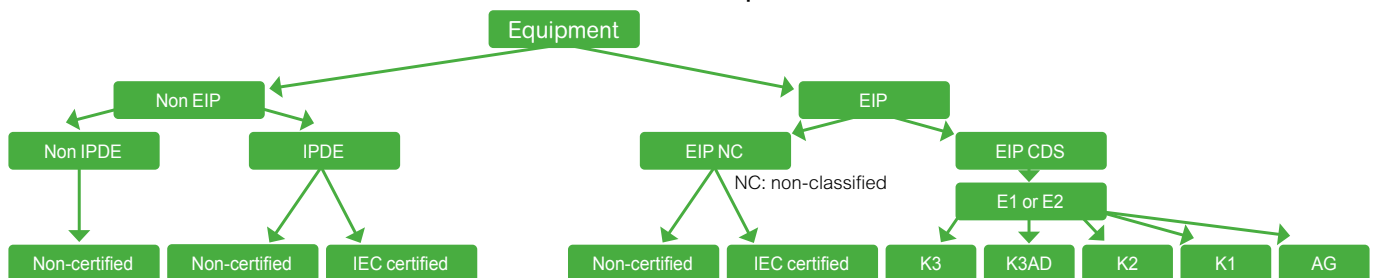 Equipment
Non EIP
EIP
Non IPDE
IPDE
EIP NC
EIP CDS
NC: non-classified
E1 or E2
Non-certified
Non-certified
IEC certified
Non-certified
IEC certified
K3
K3AD
K2
K1
AG